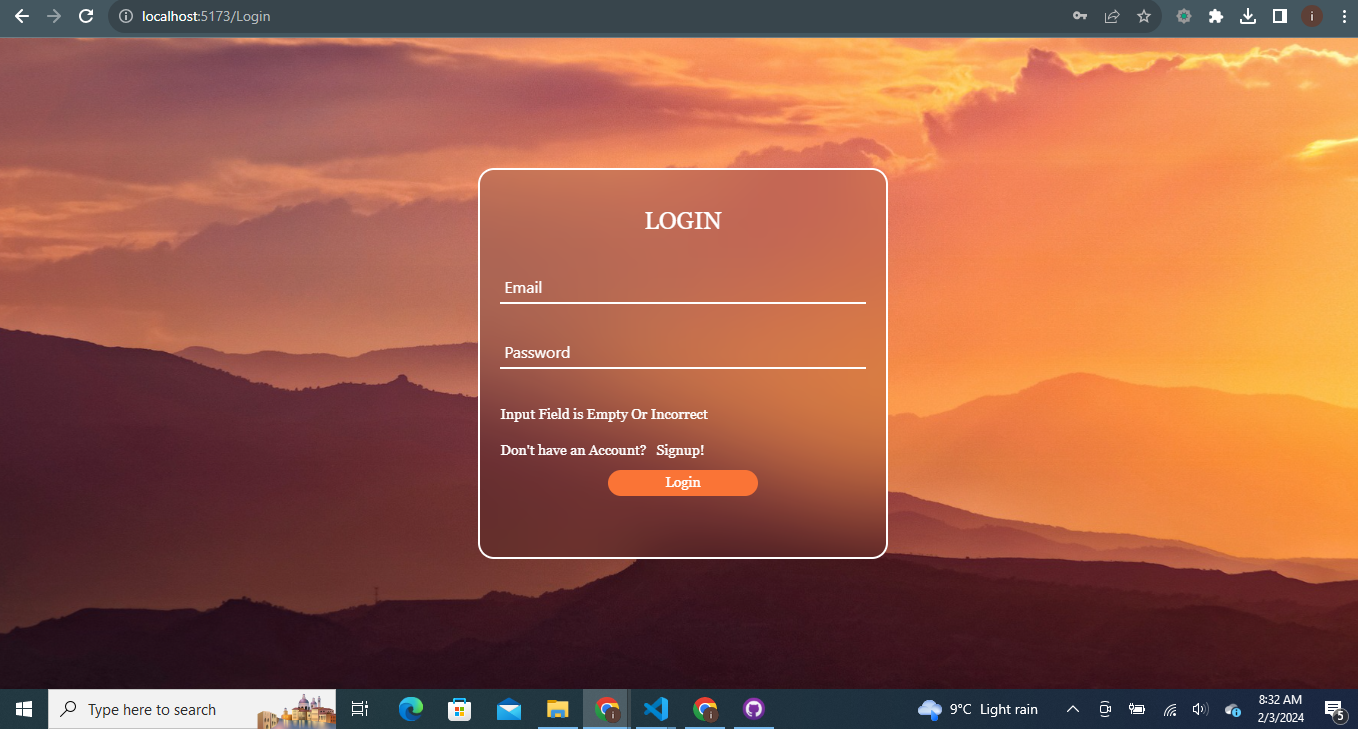 localhost:5173/Login
i
LOGIN
Email
Password
Input Field is Empty Or Incorrect
Don't have an Account? Signup!
Login
Type here to search
i
i
9°C Light rain
8:32 AM
2/3/2024
5